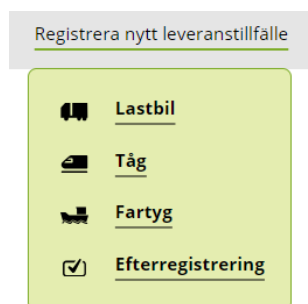 Registrera nytt leveranstillfälle
Lastbil
Tåg
Fartyg
Efterregistrering